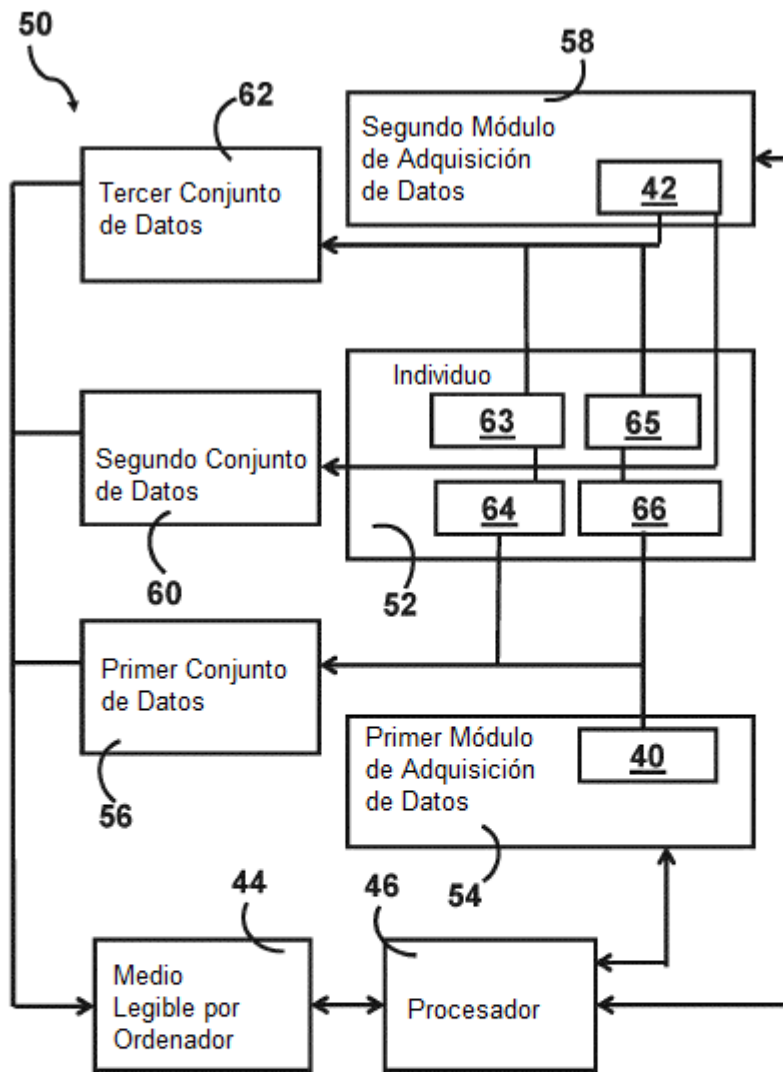 50
62
58
Tercer Conjunto
de Datos
Segundo Módulo
de Adquisición
de Datos
42
Individuo
63
65
64
66
52
Segundo Conjunto
de Datos
60
Primer Conjunto
de Datos
56
Primer Módulo
de Adquisición
de Datos
40
54
44
46
Medio
Legible por
Ordenador
Procesador